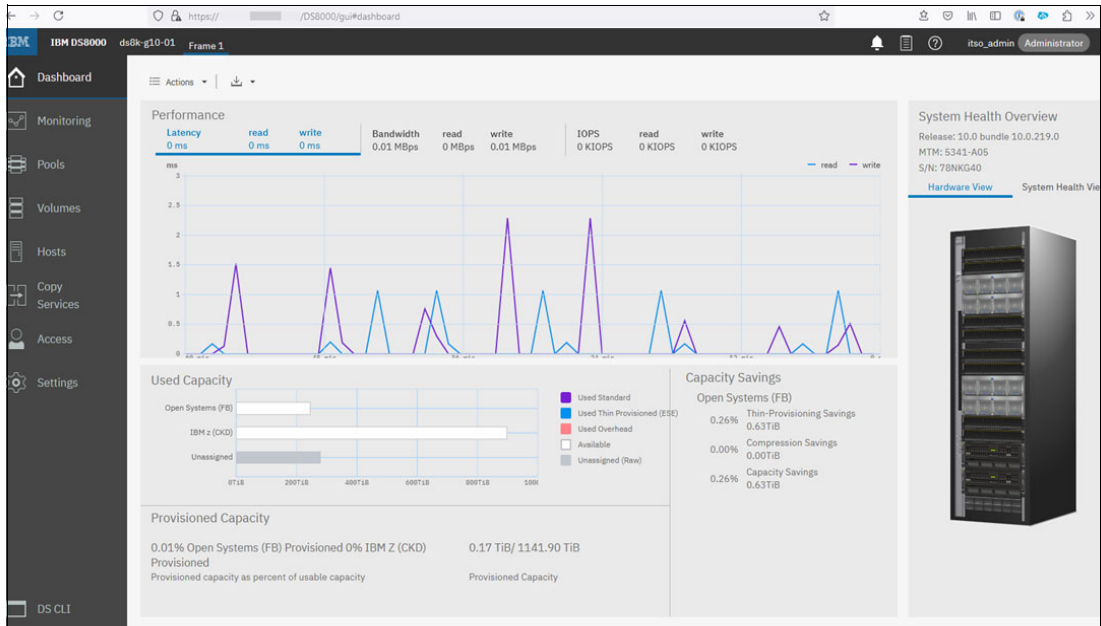 https:// /DS8000/gui#dashboard
IBM
IBM DS8000
ds8k-g10-01
Frame 1
itso_admin
Administrator
Dashboard
Monitoring
Pools
Volumes
Hosts
Copy
Services
Access
Settings
DS CLI
Actions
Performance
Latency read write
0 ms 0 ms 0 ms
Bandwidth read write
0.01 MBps 0 MBps 0.01 MBps
IOPS read write
0 KIOPS 0 KIOPS 0 KIOPS
ms
read
write
3
2.5
2
1.5
1
0.5
0
Used Capacity
Open Systems (FB)
IBM z (CKD)
Unassigned
0TiB 200TiB 400TiB 600TiB 800TiB 1000
Used Standard
Used Thin Provisioned (ESE)
Used Overhead
Available
Unassigned (Raw)
Capacity Savings
Open Systems (FB)
0.26%
Thin-Provisioning Savings
0.63TiB
0.00%
Compression Savings
0.00TiB
0.26%
Capacity Savings
0.63TiB
Provisioned Capacity
0.01% Open Systems (FB) Provisioned 0% IBM Z (CKD)
Provisioned
Provisioned capacity as percent of usable capacity
0.17 TiB/ 1141.90 TiB
Provisioned Capacity
System Health Overview
Release: 10.0 bundle 10.0.219.0
MTM: 5341-A05
S/N: 78NKG40
Hardware View
System Health Vie